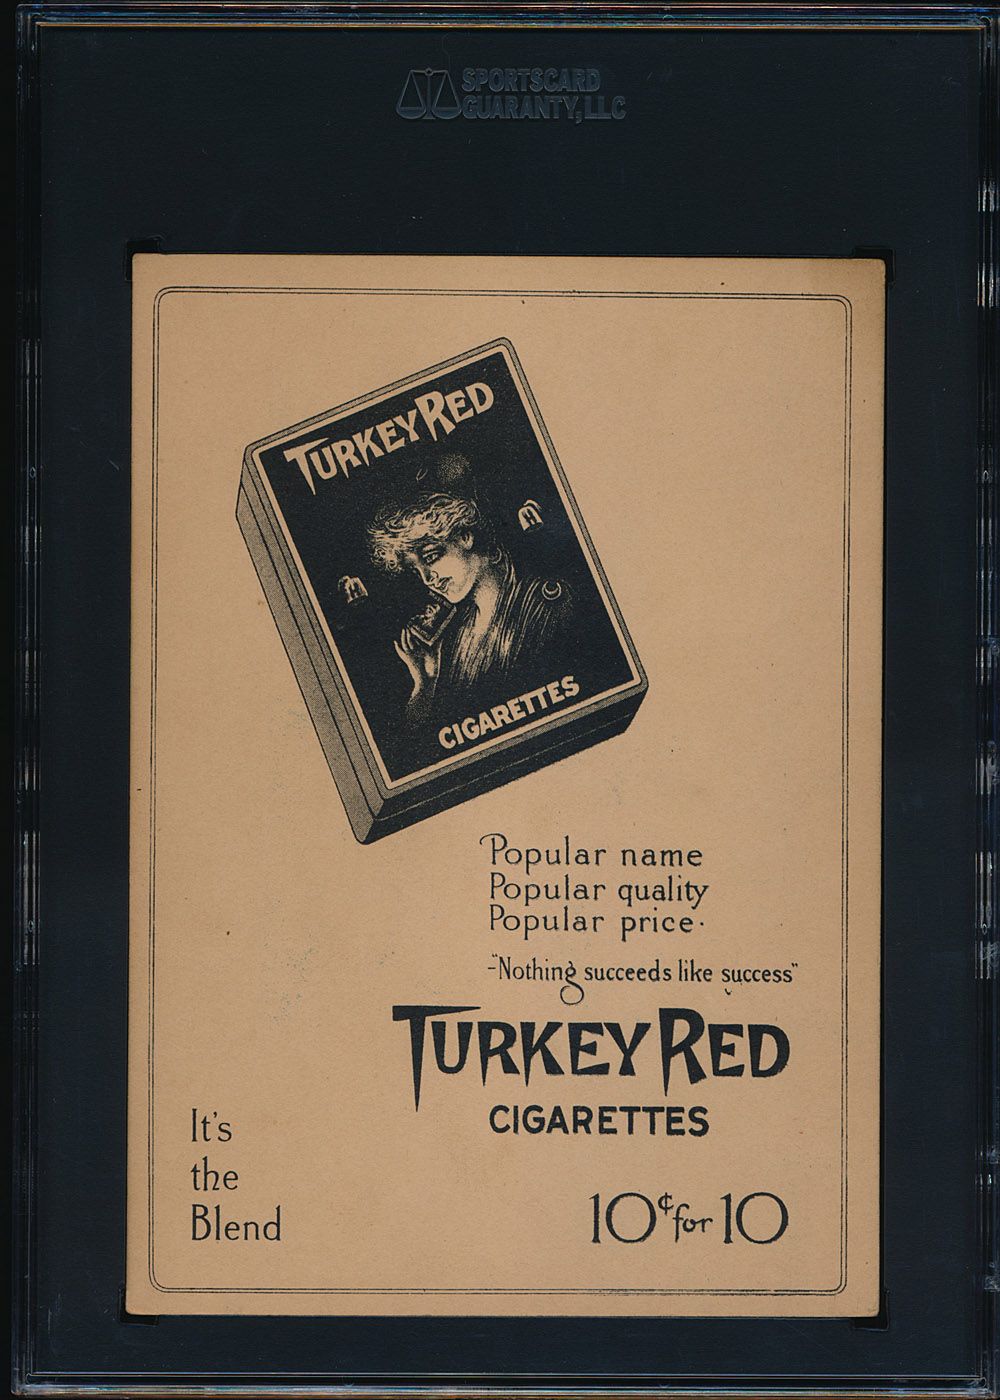 SPORTSCARD
GUARANTY, LLC
TURKEY RED
CIGARETTES
Popular name
Popular quality
Popular price.
-"Nothing succeeds like success"
TURKEY RED
CIGARETTES
It's
the
Blend
10¢ for 10